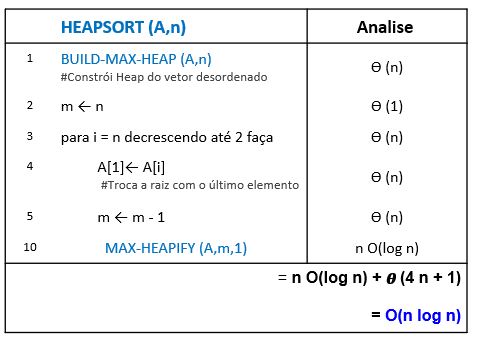 HEAPSORT (A,n) Analise
1 BUILD-MAX-HEAP (A,n) Ɵ (n)
#Constrói Heap do vetor desordenado
2 m ← n Ɵ (1)
3 para i = n decrescendo até 2 faça Ɵ (n)
4 A[1]← A[i] Ɵ (n)
#Troca a raiz com o último elemento
5 m ← m - 1 Ɵ (n)
10 MAX-HEAPIFY (A,m,1) n O(log n)
= n O(log n) + θ (4 n + 1)
= O(n log n)